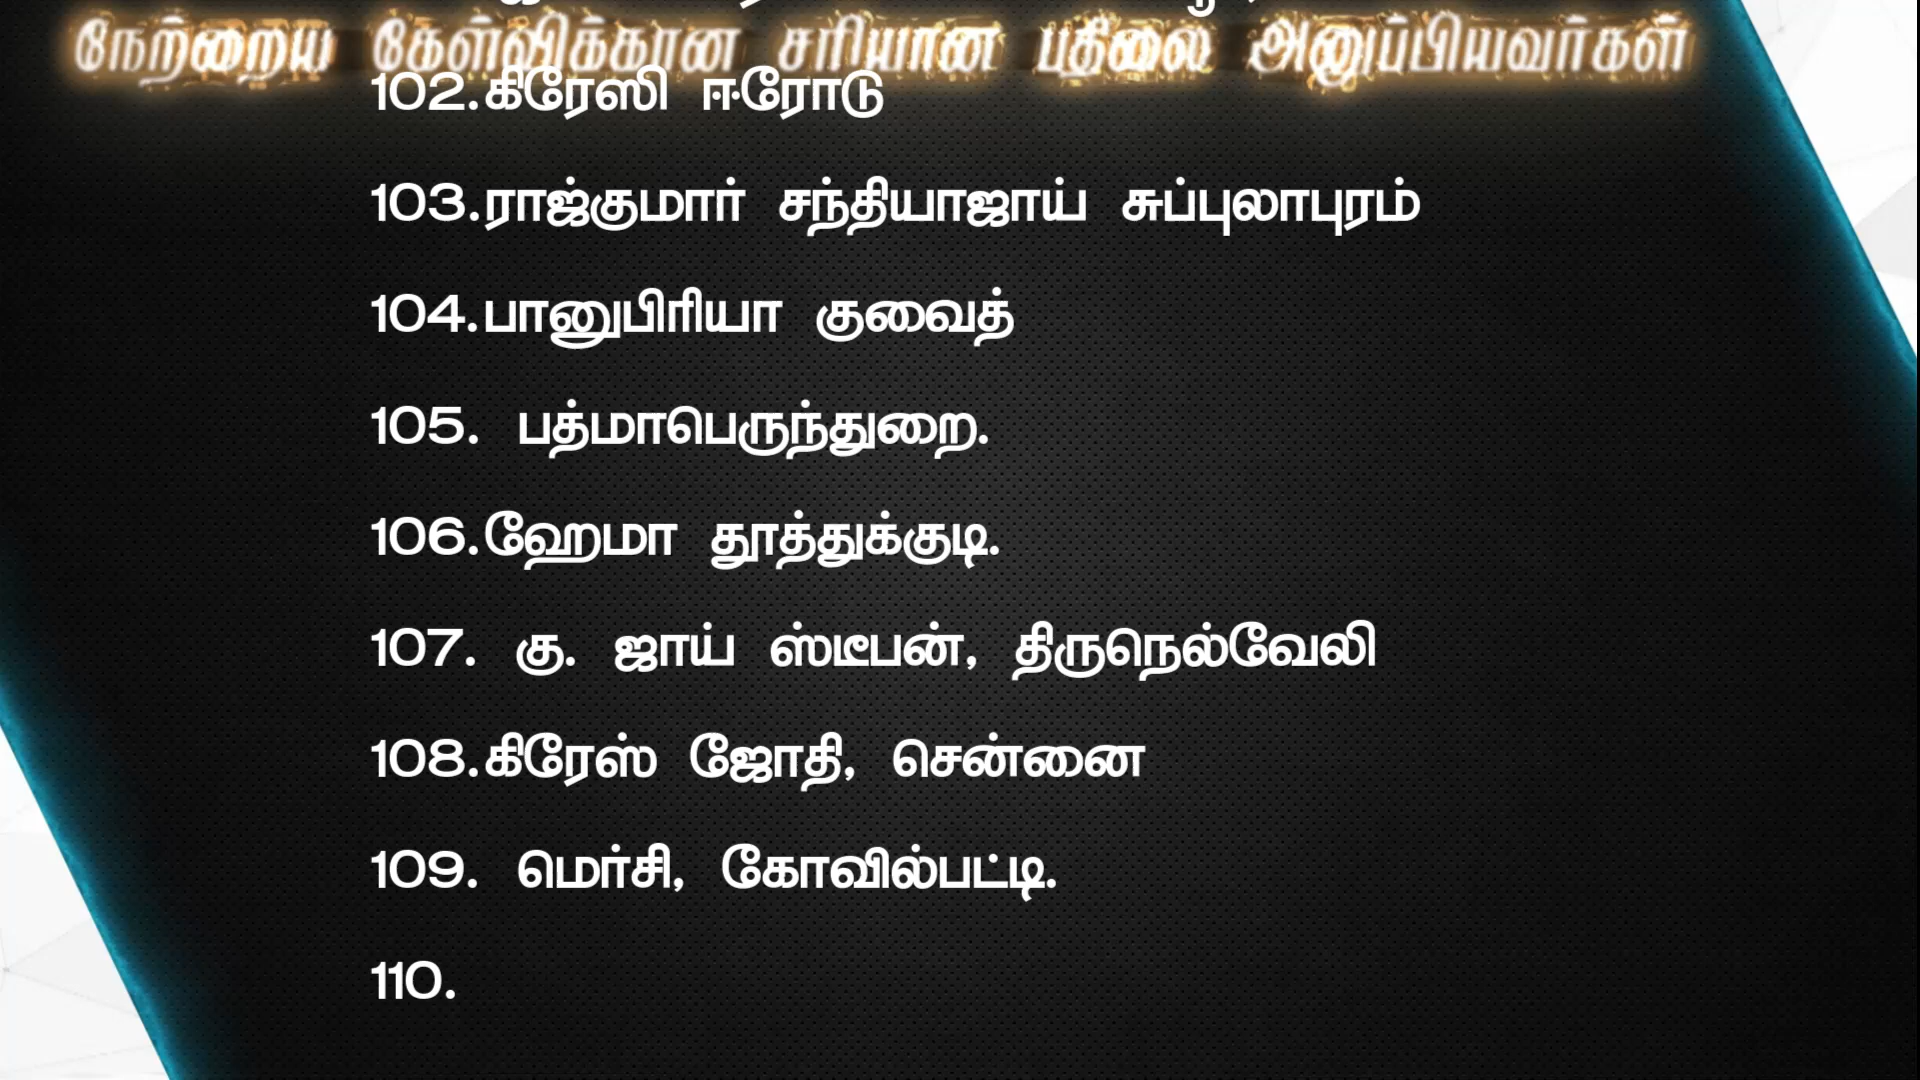 நேற்றைய கேள்விக்கான சரியான பதிலை அனுப்பியவர்கள்
102.கிரேஸி ஈரோடு
103.ராஜ்குமார் சந்தியாஜாய் சுப்புலாபுரம்
104.பானுபிரியா குவைத்
105. பத்மாபெருந்துறை.
106.ஹேமா தூத்துக்குடி.
107. கு. ஜாய் ஸ்டீபன், திருநெல்வேலி
108.கிரேஸ் ஜோதி, சென்னை
109. மெர்சி, கோவில்பட்டி.
110.